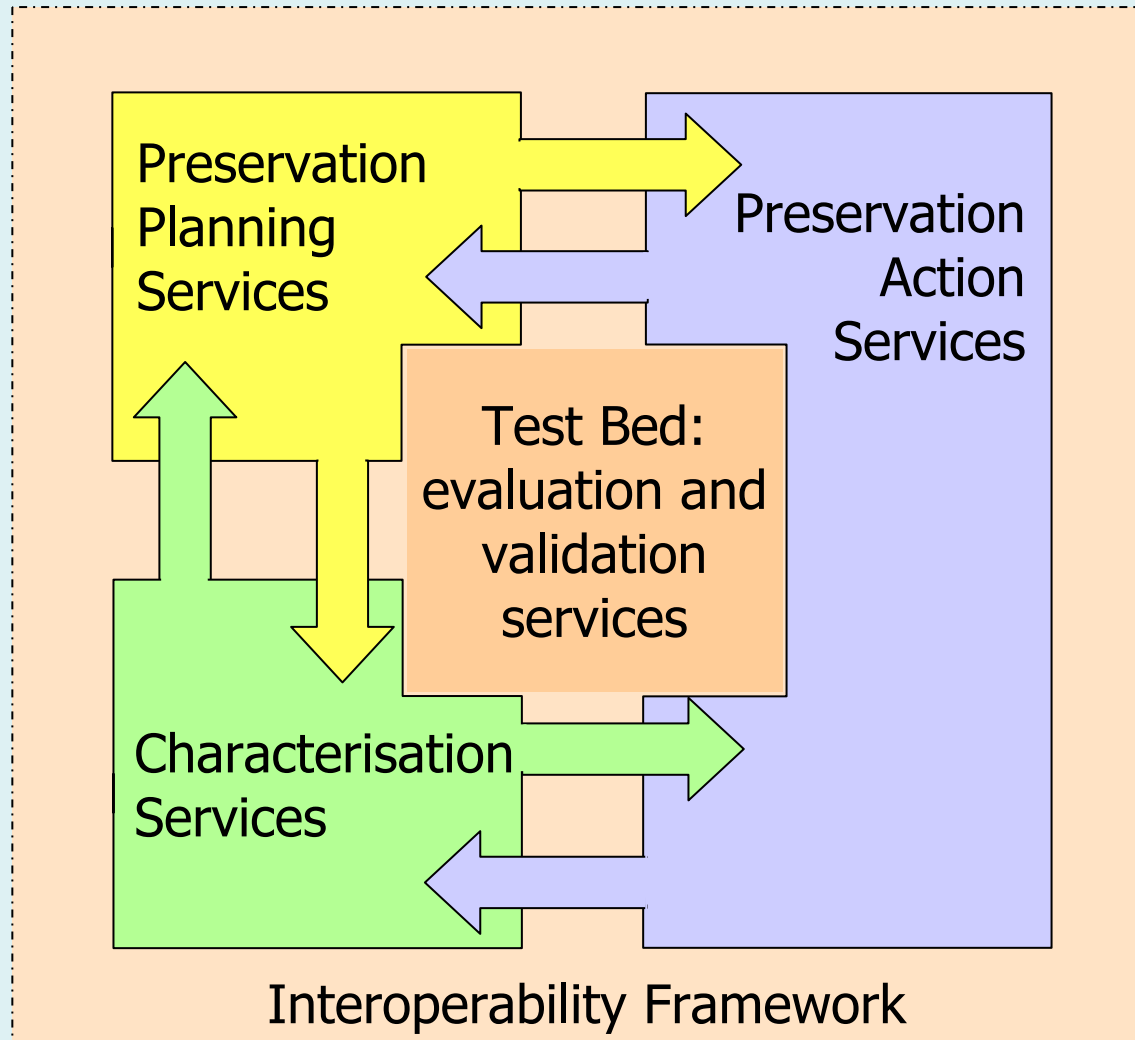 Preservation
Planning
Services
Preservation
Action
Services
Test Bed:
evaluation and
validation
services
Characterisation
Services
Interoperability Framework